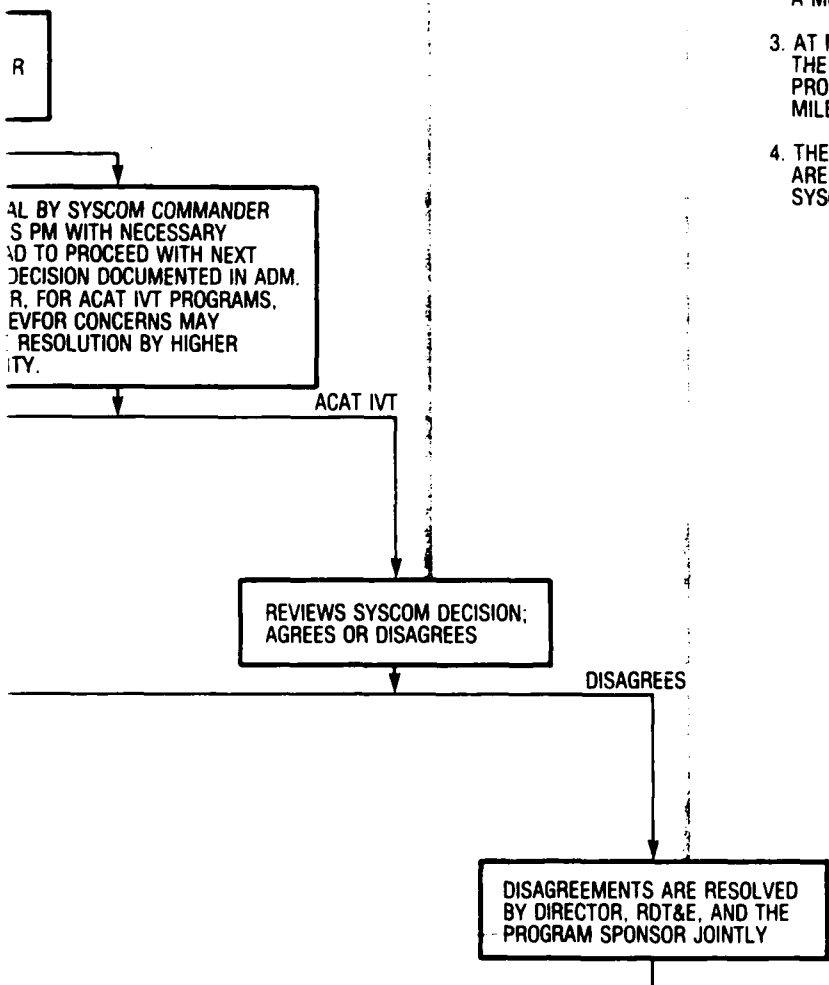 R
AL BY SYSCOM COMMANDER
S PM WITH NECESSARY
AD TO PROCEED WITH NEXT
DECISION DOCUMENTED IN ADM.
R, FOR ACAT IVT PROGRAMS,
EVFOR CONCERNS MAY
RESOLUTION BY HIGHER
ITY.
ACAT IVT
REVIEWS SYSCOM DECISION;
AGREES OR DISAGREES
DISAGREES
DISAGREEMENTS ARE RESOLVED
BY DIRECTOR, RDT&E, AND THE
PROGRAM SPONSOR JOINTLY
3. AT
THE
PRO
MILE
4. THE
ARE
SYS